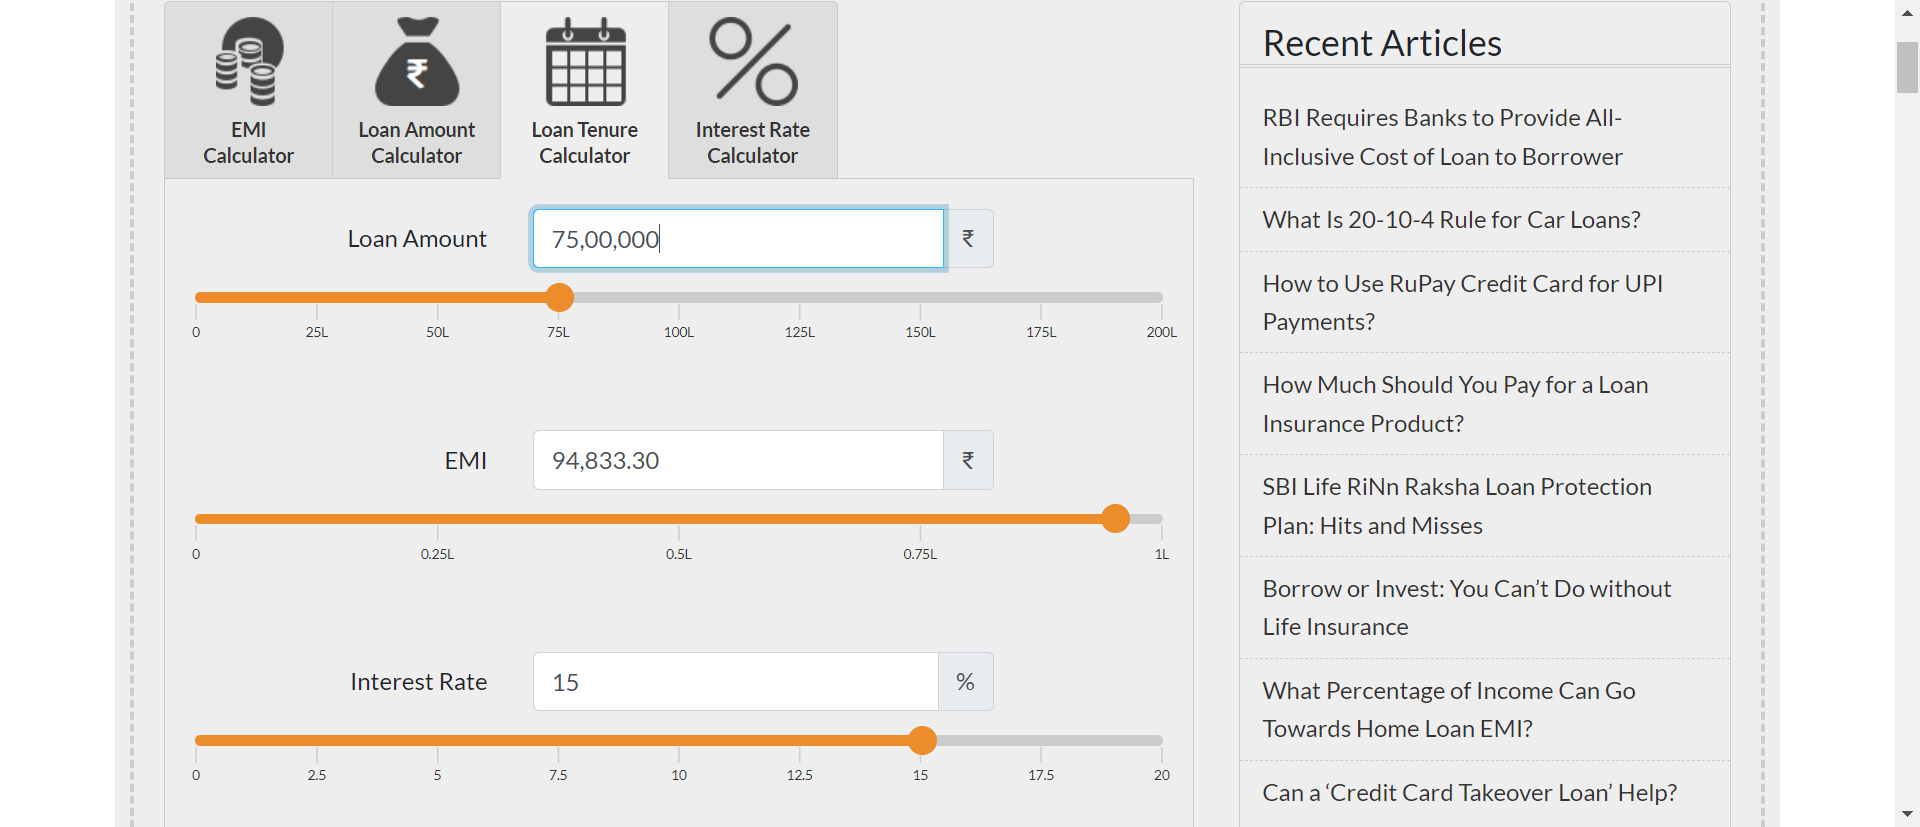 EMI
Calculator
Loan Amount
Calculator
Loan Tenure
Calculator
Interest Rate
Calculator
Loan Amount
75,00,000
₹
0 25L 50L 75L 100L 125L 150L 175L 200L
EMI
94,833.30
₹
0 0.25L 0.5L 0.75L 1L
Interest Rate
15
%
0 2.5 5 7.5 10 12.5 15 17.5 20
Recent Articles
RBI Requires Banks to Provide All-
Inclusive Cost of Loan to Borrower
What Is 20-10-4 Rule for Car Loans?
How to Use RuPay Credit Card for UPI
Payments?
How Much Should You Pay for a Loan
Insurance Product?
SBI Life RiNn Raksha Loan Protection
Plan: Hits and Misses
Borrow or Invest: You Can’t Do without
Life Insurance
What Percentage of Income Can Go
Towards Home Loan EMI?
Can a ‘Credit Card Takeover Loan’ Help?